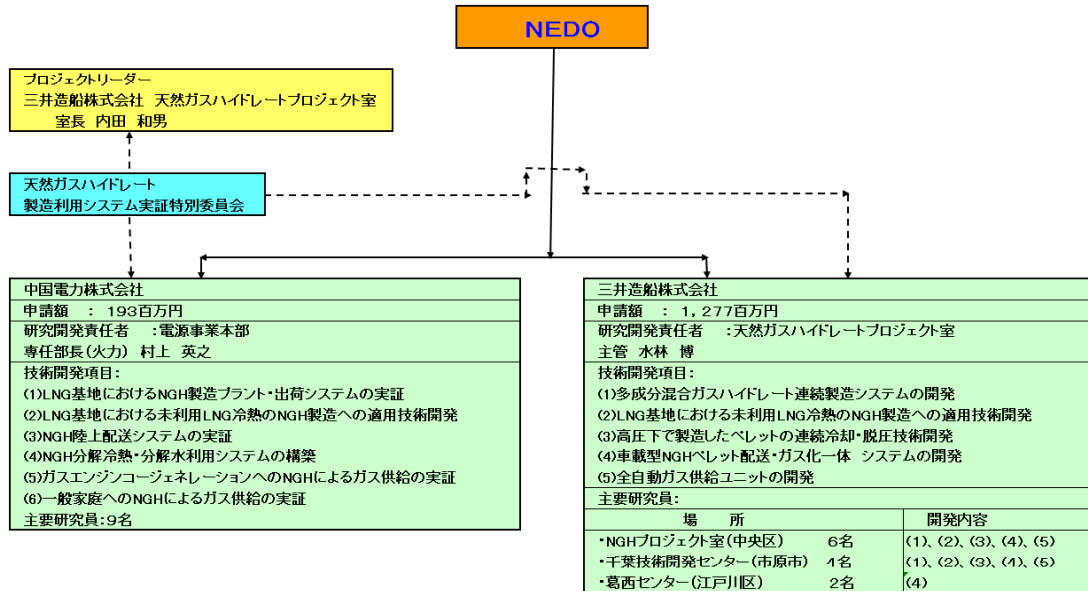 NEDO
プロジェクトリーダー
三井造船株式会社 天然ガスハイドレートプロジェクト室
室長 内田 和男
天然ガスハイドレート
製造利用システム実証特別委員会
中国電力株式会社
申請額 : 193百万円
研究開発責任者 :電源事業本部
専任部長(火力) 村上 英之
技術開発項目:
(1)LNG基地におけるNGH製造プラント・出荷システムの実証
(2)LNG基地における未利用LNG冷熱のNGH製造への適用技術開発
(3)NGH陸上配送システムの実証
(4)NGH分解冷熱・分解水利用システムの構築
(5)ガスエンジンコージェネレーションへのNGHによるガス供給の実証
(6)一般家庭へのNGHによるガス供給の実証
主要研究員:9名
三井造船株式会社
申請額 : 1,277百万円
研究開発責任者 :天然ガスハイドレートプロジェクト室
主管 水林 博
技術開発項目:
(1)多成分混合ガスハイドレート連続製造システムの開発
(2)LNG基地における未利用LNG冷熱のNGH製造への適用技術開発
(3)高圧下で製造したペレットの連続冷却・脱圧技術開発
(4)車載型NGHペレット配送・ガス化一体 システムの開発
(5)全自動ガス供給ユニットの開発
主要研究員:
場 所 開発内容
・NGHプロジェクト室(中央区) 6名 (1)、(2)、(3)、(4)、(5)
・千葉技術開発センター(市原市) 4名 (1)、(2)、(3)、(4)、(5)
・葛西センター(江戸川区) 2名 (4)